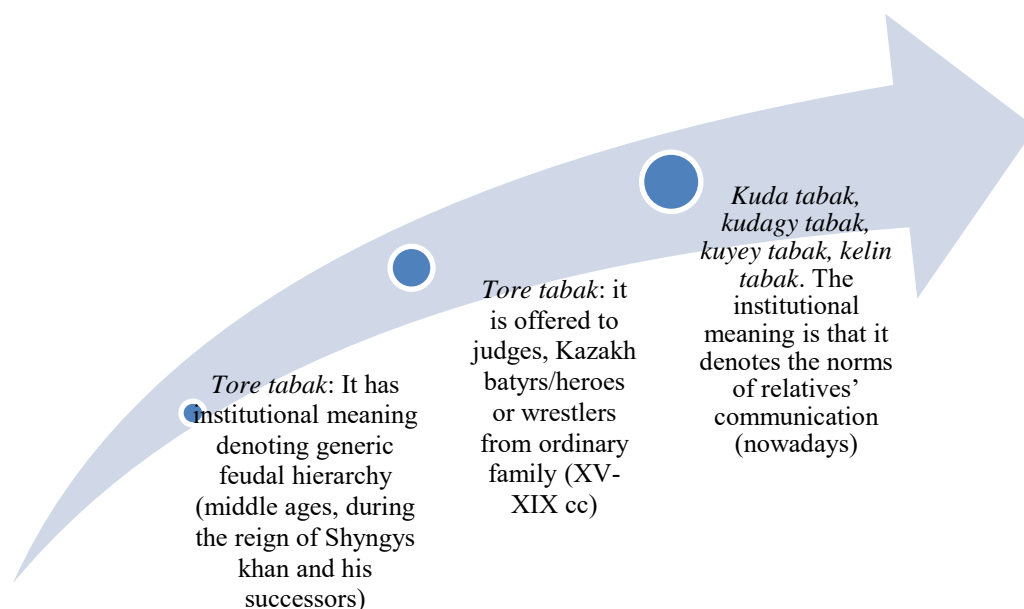 Tore tabak: It has
institutional meaning
denoting generic
feudal hierarchy
(middle ages, during
the reign of Shyngys
khan and his
successors)
Tore tabak: it
is offered to
judges, Kazakh
batyrs/heroes
or wrestlers
from ordinary
family (XV-
XIX cc)
Kuda tabak,
kudagy tabak,
kuyey tabak, kelin
tabak. The
institutional
meaning is that it
denotes the norms
of relatives’
communication
(nowadays)